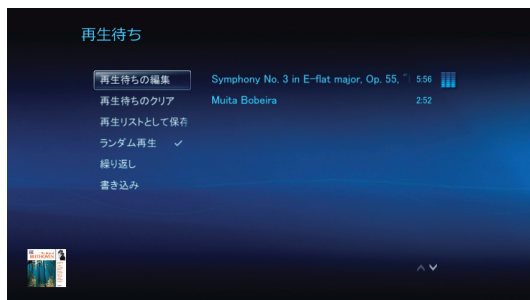 再生待ち
再生待ちの編集
Symphony No. 3 in E-flat major, Op. 55, 5:56
再生待ちのクリア
Muita Bobeira 2:52
再生リストとして保存
ランダム再生 ✓
繰り返し
書き込み
BEETHOVEN